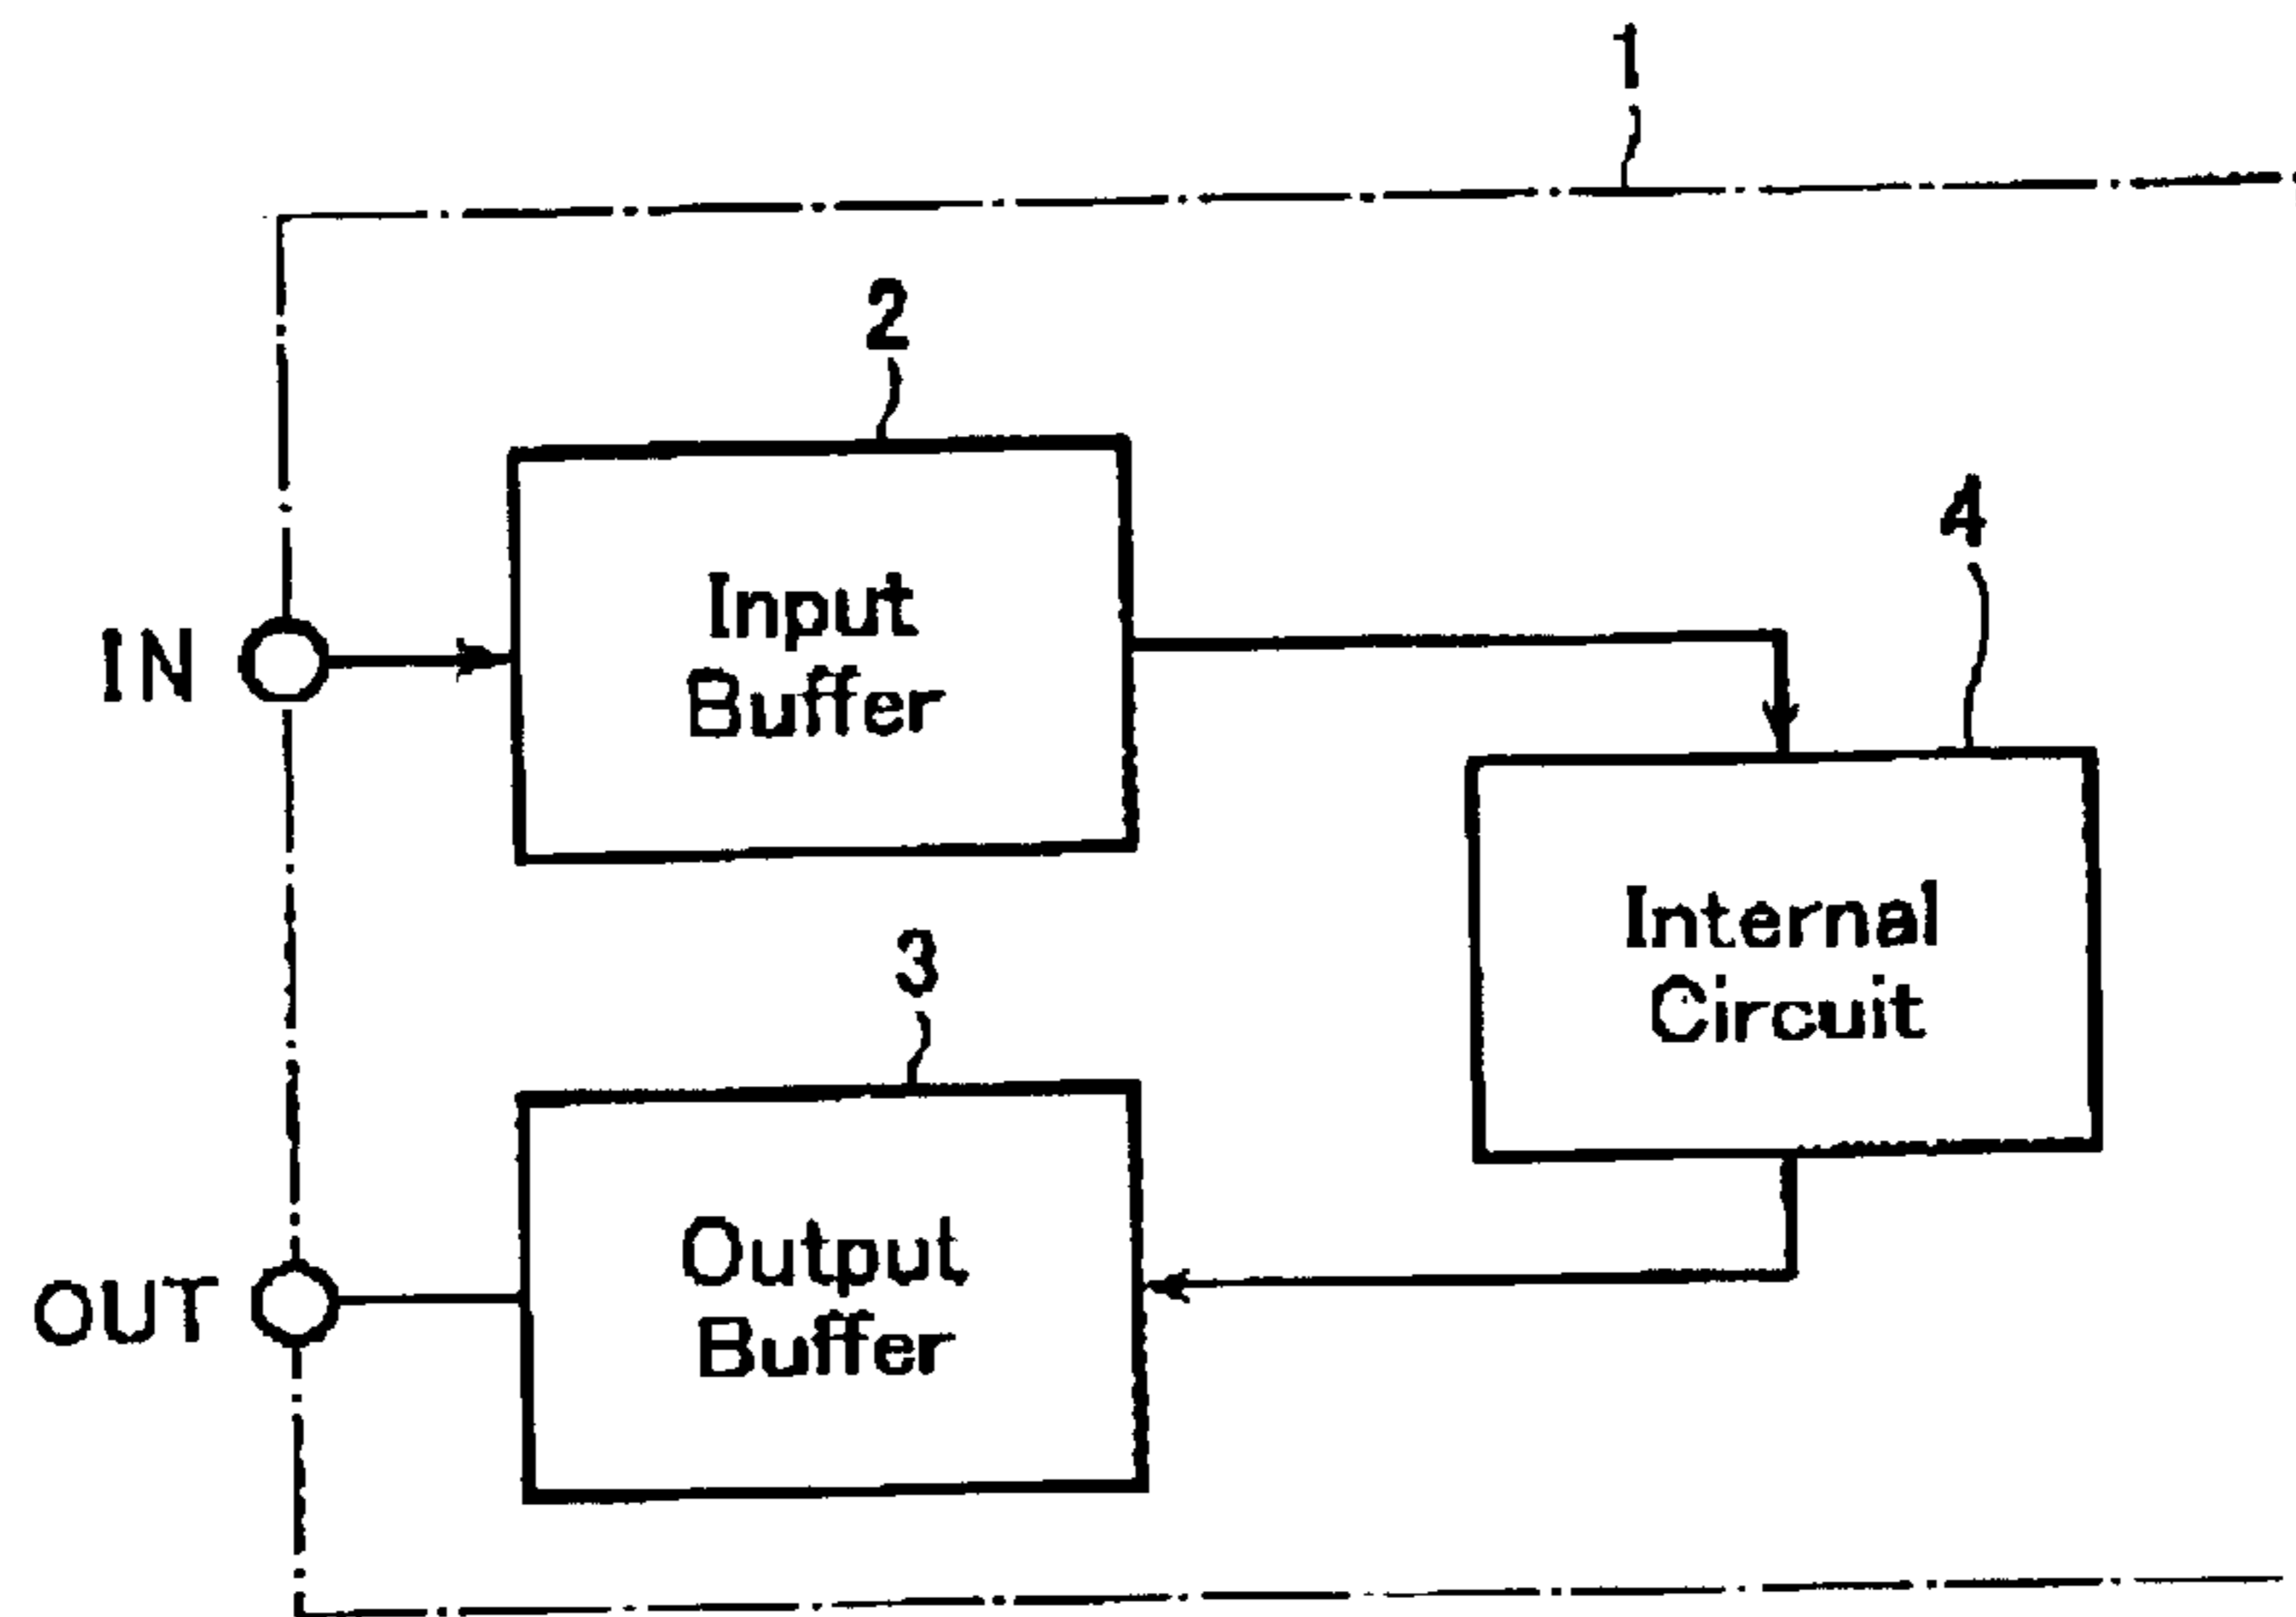 1
2
Input
Buffer
4
IN
Internal
Circuit
3
Output
Buffer
OUT